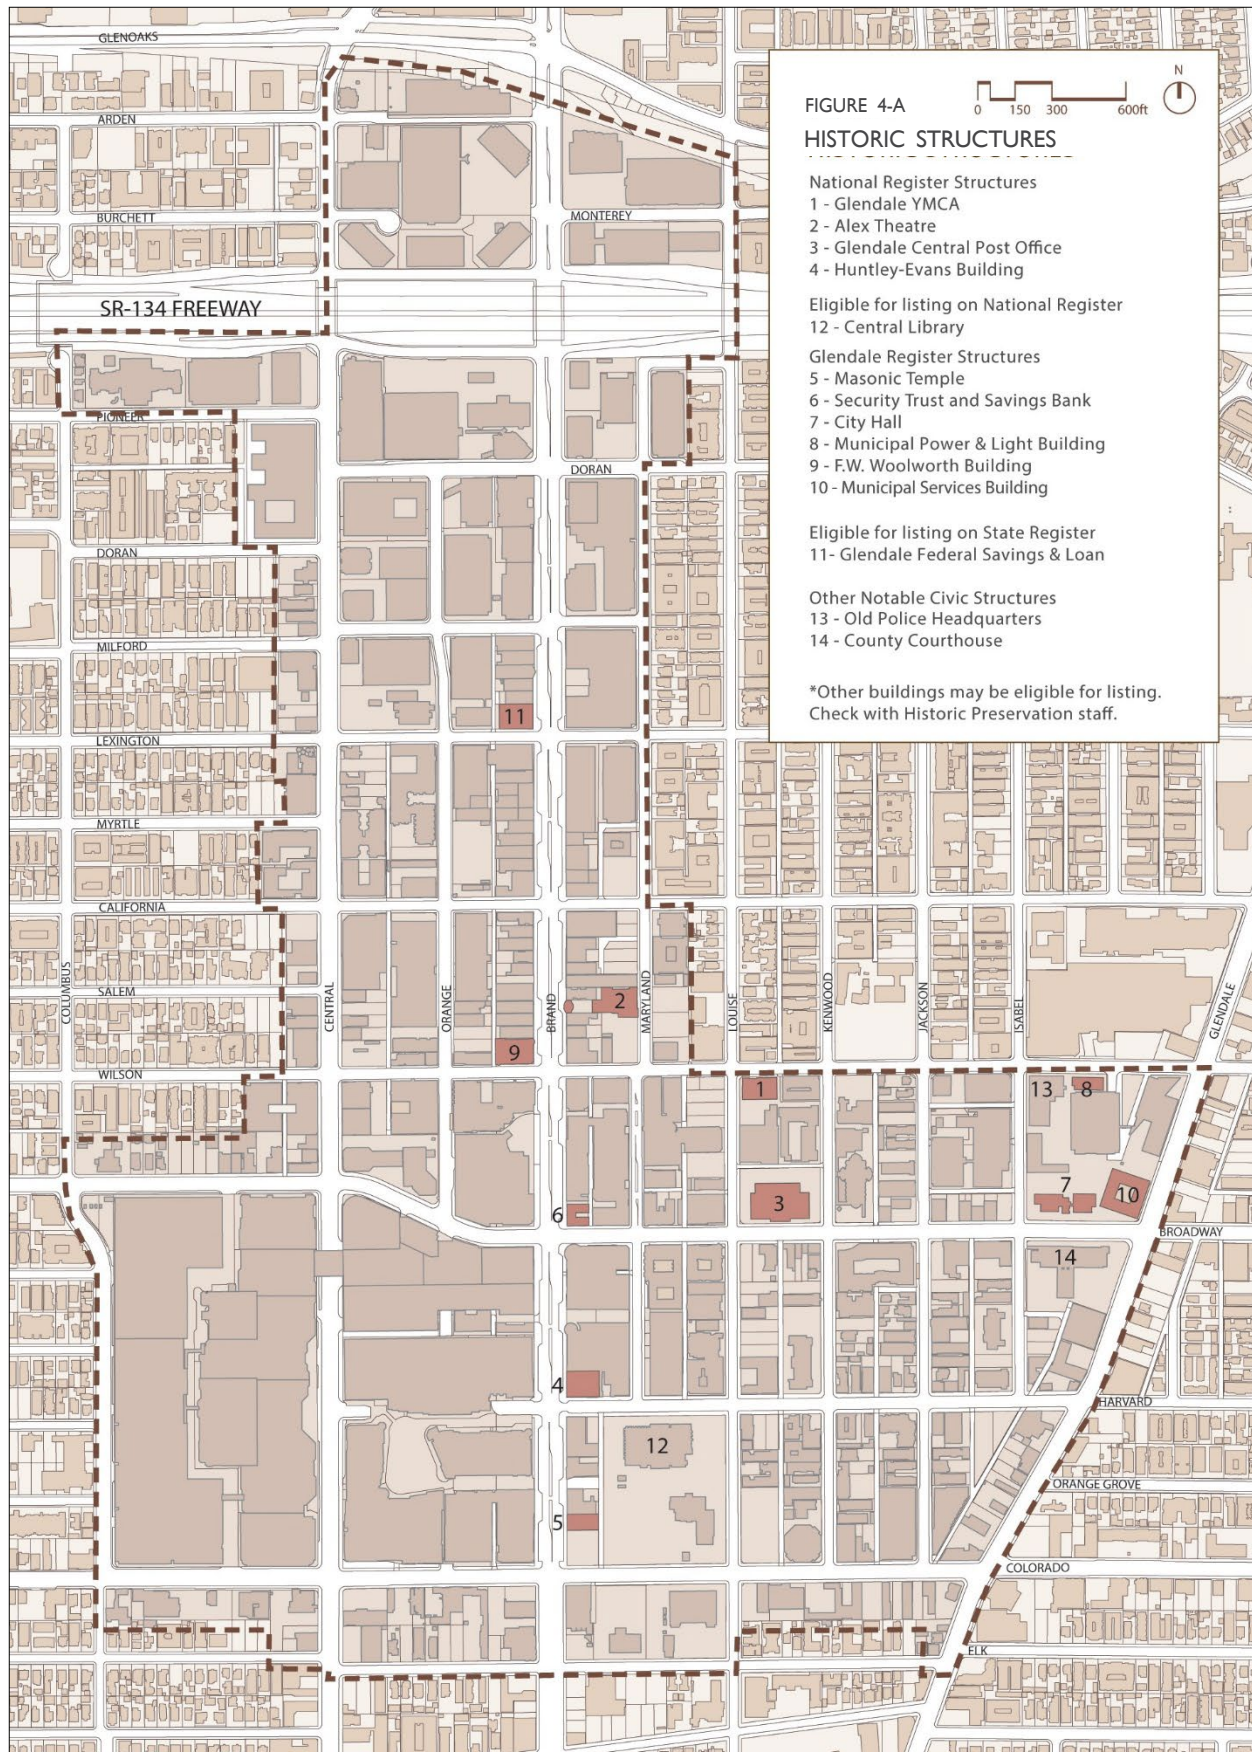 GLENOAKS
ARDEN
BURCHETT
MONTEREY
SR-134 FREEWAY
PIONEER
DORAN
DORAN
MILFORD
LEXINGTON
MYRTLE
CALIFORNIA
SALEM
WILSON
COLUMBUS
CENTRAL
ORANGE
BRAND
MARYLAND
LOUISE
KENWOOD
JACKSON
ISABEL
GLENDALE
BROADWAY
HARVARD
ORANGE GROVE
COLORADO
ELK
11
2
9
1
13
8
3
7
10
6
14
4
12
5
FIGURE 4-A
HISTORIC STRUCTURES
0 150 300 600ft
N
National Register Structures
1 - Glendale YMCA
2 - Alex Theatre
3 - Glendale Central Post Office
4 - Huntley-Evans Building
Eligible for listing on National Register
12 - Central Library
Glendale Register Structures
5 - Masonic Temple
6 - Security Trust and Savings Bank
7 - City Hall
8 - Municipal Power & Light Building
9 - F.W. Woolworth Building
10 - Municipal Services Building
Eligible for listing on State Register
11- Glendale Federal Savings & Loan
Other Notable Civic Structures
13 - Old Police Headquarters
14 - County Courthouse
*Other buildings may be eligible for listing.
Check with Historic Preservation staff.